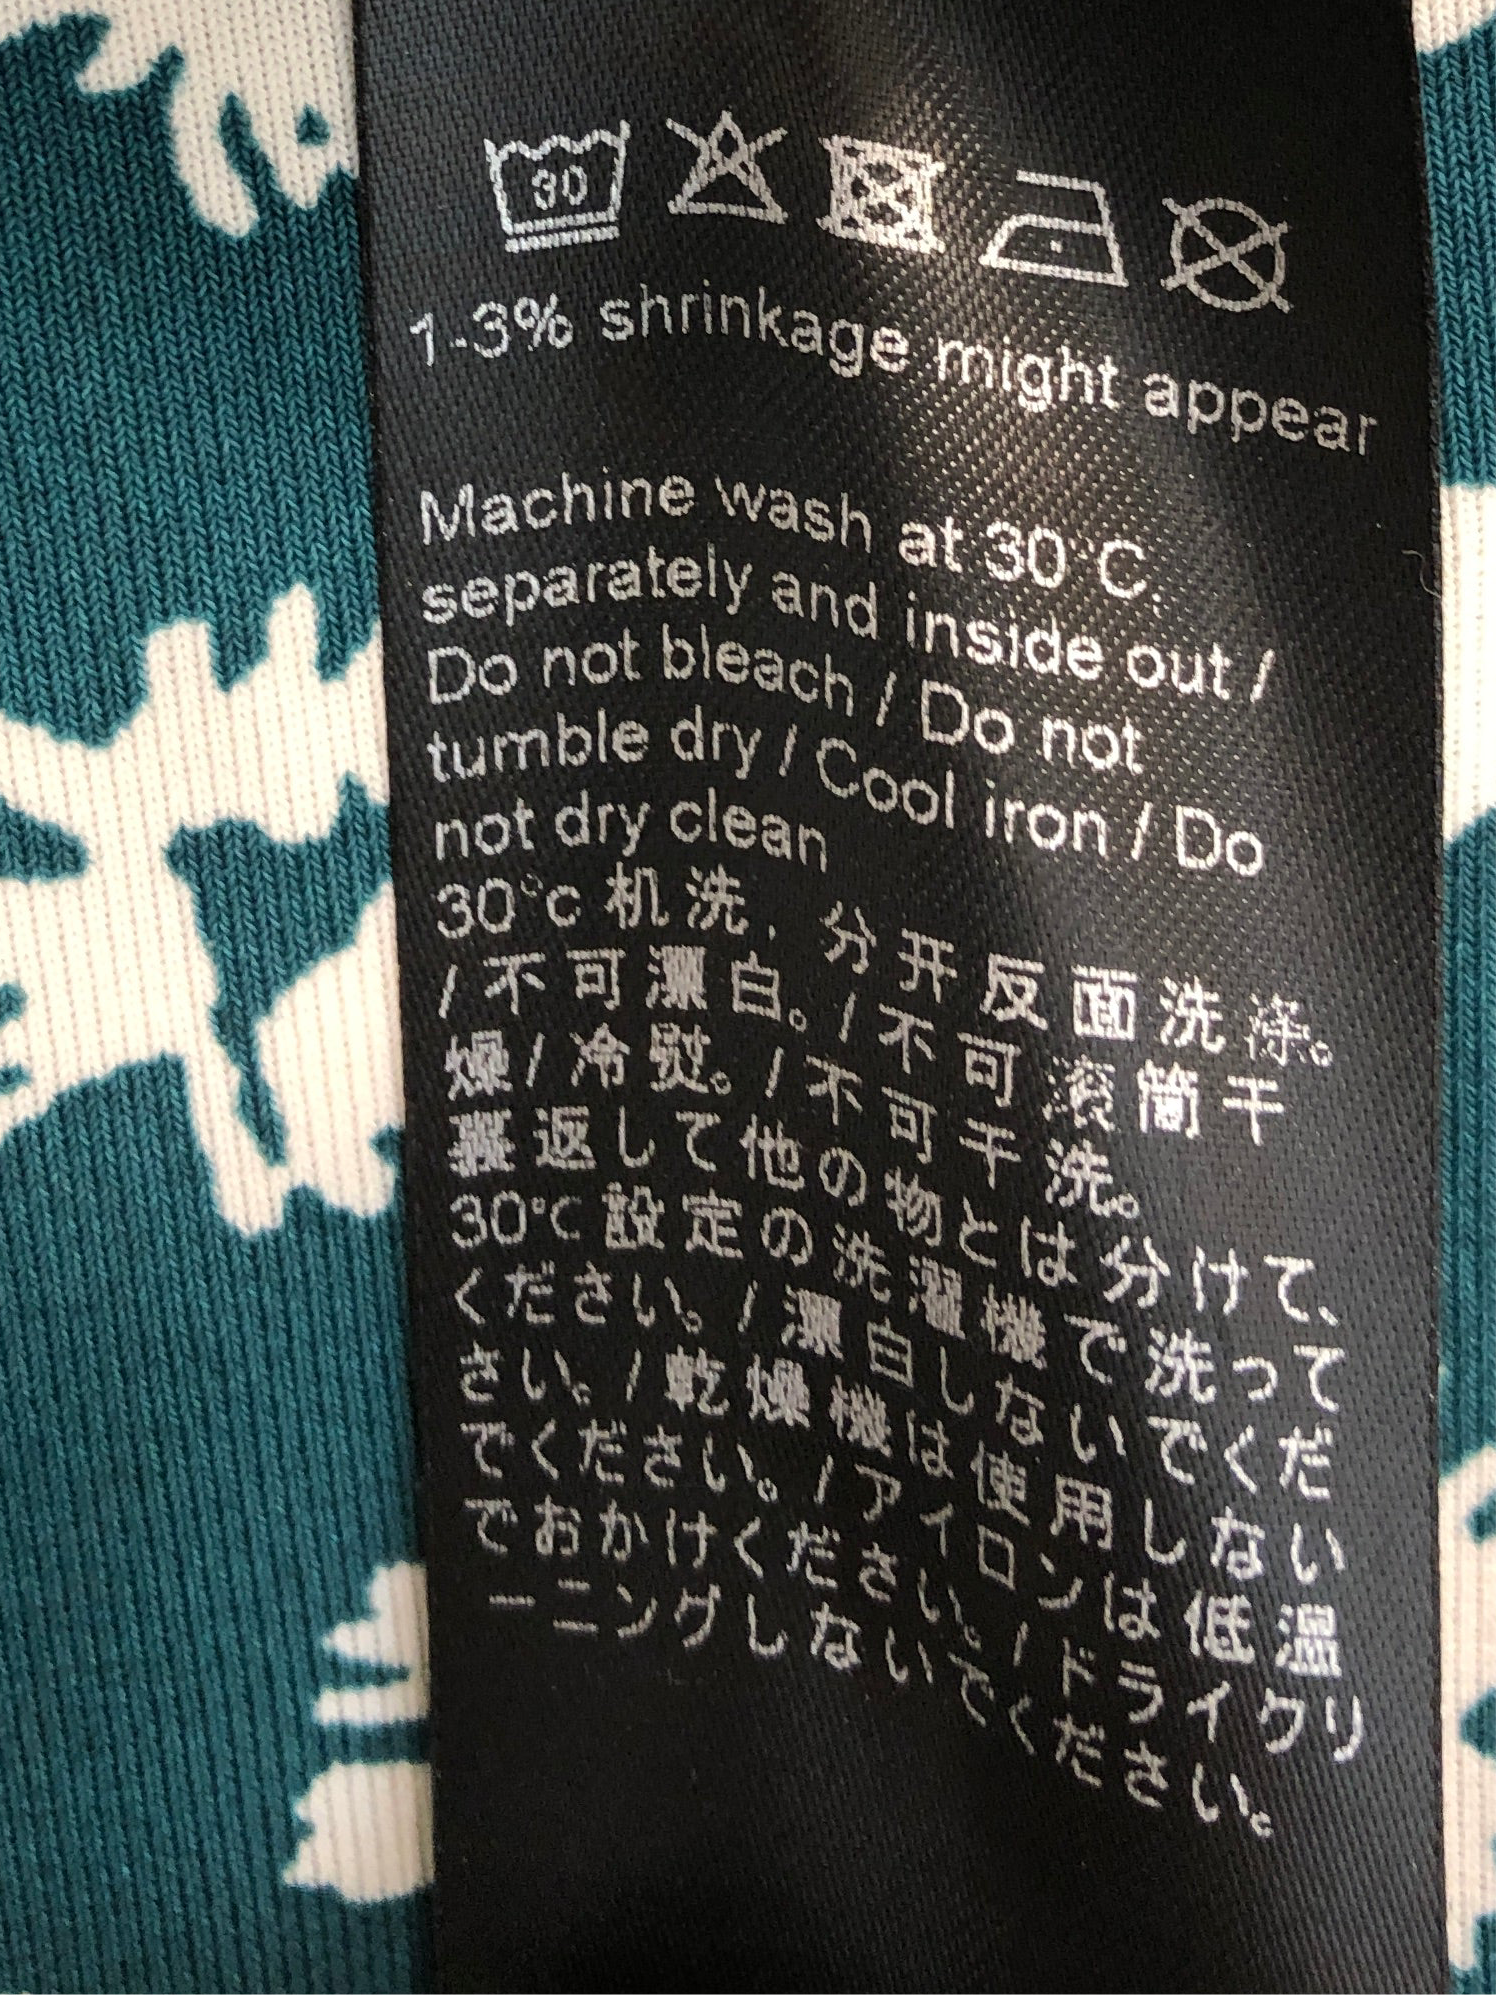 30
1-3% shrinkage might appear
Machine wash at 30°C.
separately and inside out /
Do not bleach / Do not
tumble dry / Cool iron / Do
not dry clean
30°c 机洗. 分开反面洗涤。
/ 不可漂白。/ 不可滚筒干
燥/ 冷熨。/ 不可干洗。
裏返して他の物とは分けて、
30℃設定の洗濯機で洗って
ください。/ 漂白しないでくだ
さい。/ 乾燥機は使用しない
でください。/アイロンは低温
でおかけください。/ ドライクリ
ーニングしないでください。